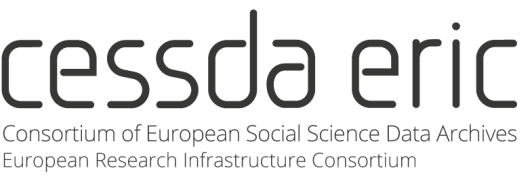 cessda eric
Consortium of European Social Science Data Archives
European Research Infrastructure Consortium